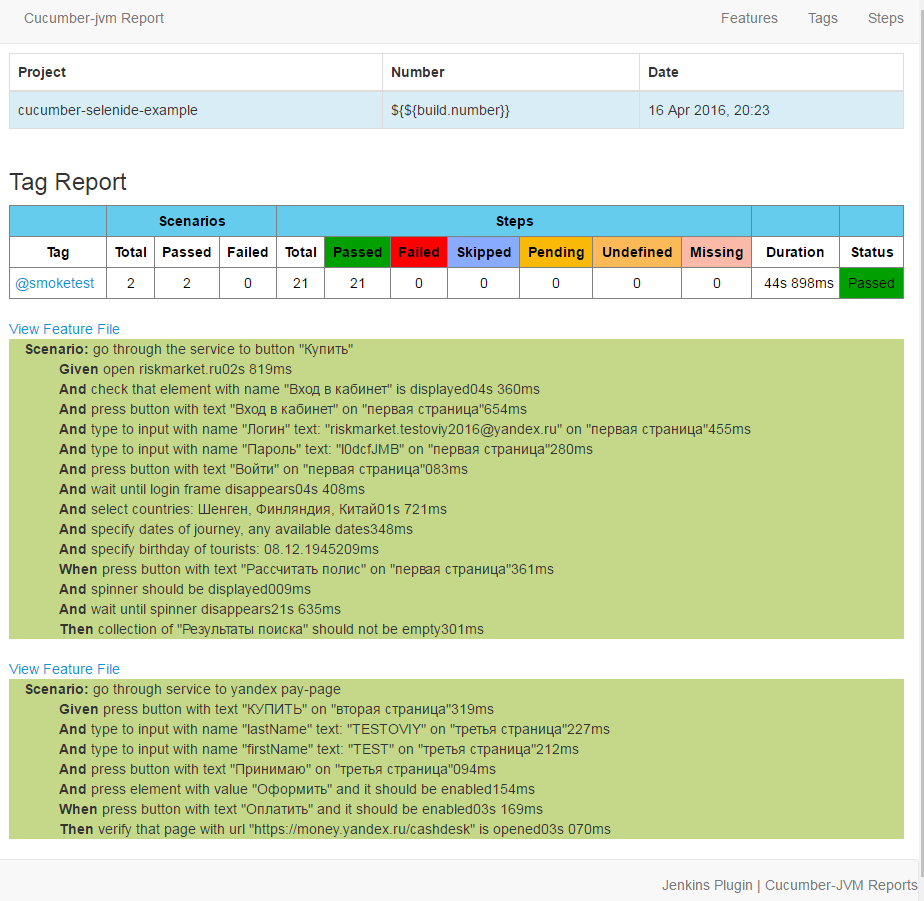 Cucumber-jvm Report Features Tags Steps
Project Number Date
cucumber-selenide-example ${${build.number}} 16 Apr 2016, 20:23
Tag Report
Scenarios Steps
Tag Total Passed Failed Total Passed Failed Skipped Pending Undefined Missing Duration Status
@smoketest 2 2 0 21 21 0 0 0 0 0 44s 898ms Passed
View Feature File
Scenario: go through the service to button "Купить"
Given open riskmarket.ru02s 819ms
And check that element with name "Вход в кабинет" is displayed04s 360ms
And press button with text "Вход в кабинет" on "первая страница"654ms
And type to input with name "Логин" text: "riskmarket.testoviy2016@yandex.ru" on "первая страница"455ms
And type to input with name "Пароль" text: "l0dcfJMB" on "первая страница"280ms
And press button with text "Войти" on "первая страница"083ms
And wait until login frame disappears04s 408ms
And select countries: Шенген, Финляндия, Китай01s 721ms
And specify dates of journey, any available dates348ms
And specify birthday of tourists: 08.12.1945209ms
When press button with text "Рассчитать полис" on "первая страница"361ms
And spinner should be displayed009ms
And wait until spinner disappears21s 635ms
Then collection of "Результаты поиска" should not be empty301ms
View Feature File
Scenario: go through service to yandex pay-page
Given press button with text "КУПИТЬ" on "вторая страница"319ms
And type to input with name "lastName" text: "TESTOVIY" on "третья страница"227ms
And type to input with name "firstName" text: "TEST" on "третья страница"212ms
And press button with text "Принимаю" on "третья страница"094ms
And press element with value "Оформить" and it should be enabled154ms
When press button with text "Оплатить" and it should be enabled03s 169ms
Then verify that page with url "https://money.yandex.ru/cashdesk" is opened03s 070ms
Jenkins Plugin | Cucumber-JVM Reports